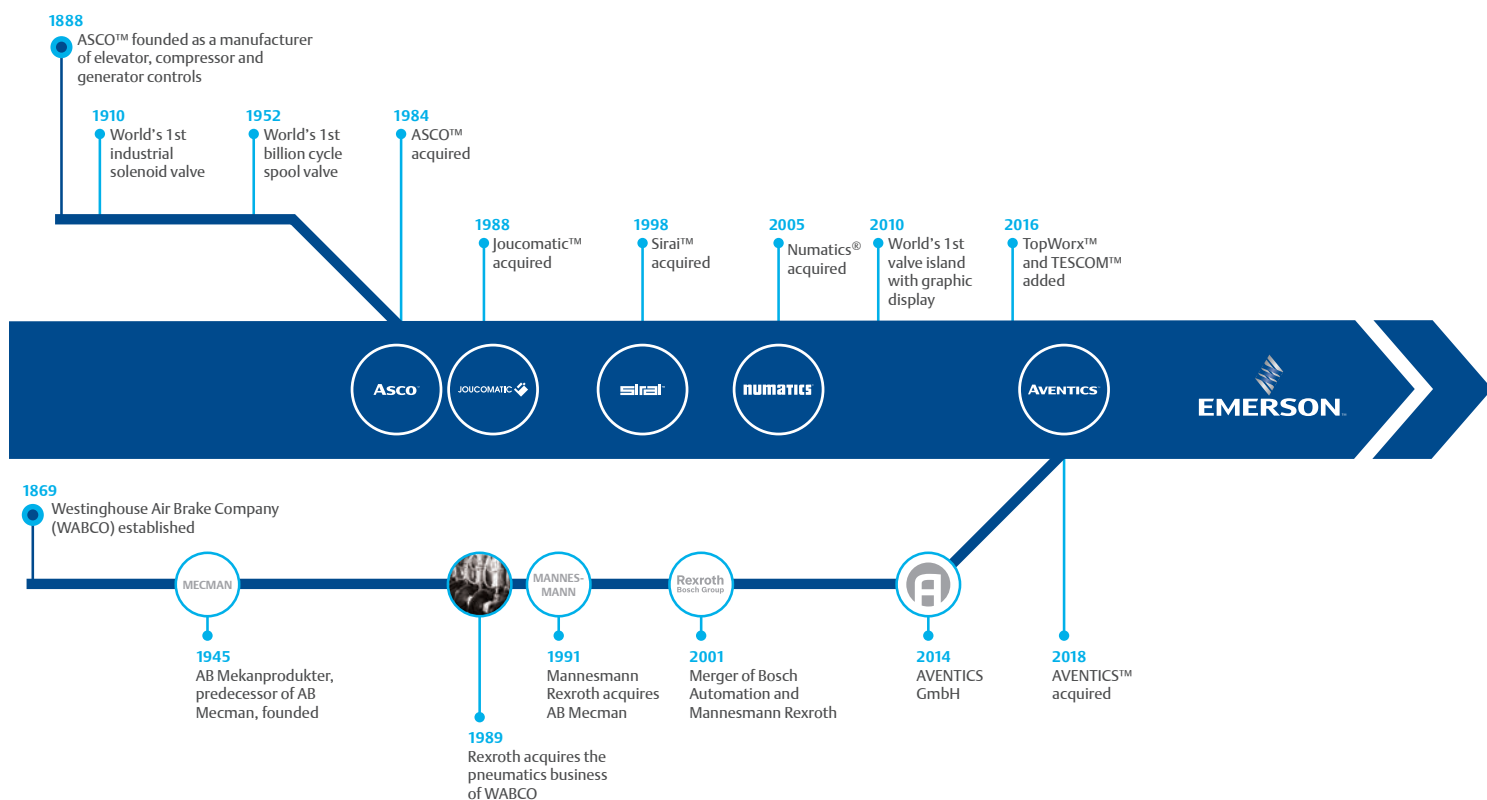 1888
ASCO™ founded as a manufacturer
of elevator, compressor and
generator controls
1910
World's 1st
industrial
solenoid valve
1952
World's 1st
billion cycle
spool valve
1984
ASCO™
acquired
1988
Joucomatic™
acquired
1998
Sirai™
acquired
2005
Numatics®
acquired
2010
World's 1st
valve island
with graphic
display
2016
TopWorx™
and TESCOM™
added
ASCO™
JOUCOMATIC
sirai™
numatics®
AVENTICS™
EMERSON™
1869
Westinghouse Air Brake Company
(WABCO) established
MECMAN
MANNES-
MANN
Rexroth
Bosch Group
1945
AB Mekanprodukter,
predecessor of AB
Mecman, founded
1989
Rexroth acquires the
pneumatics business
of WABCO
1991
Mannesmann
Rexroth acquires
AB Mecman
2001
Merger of Bosch
Automation and
Mannesmann Rexroth
2014
AVENTICS
GmbH
2018
AVENTICS™
acquired